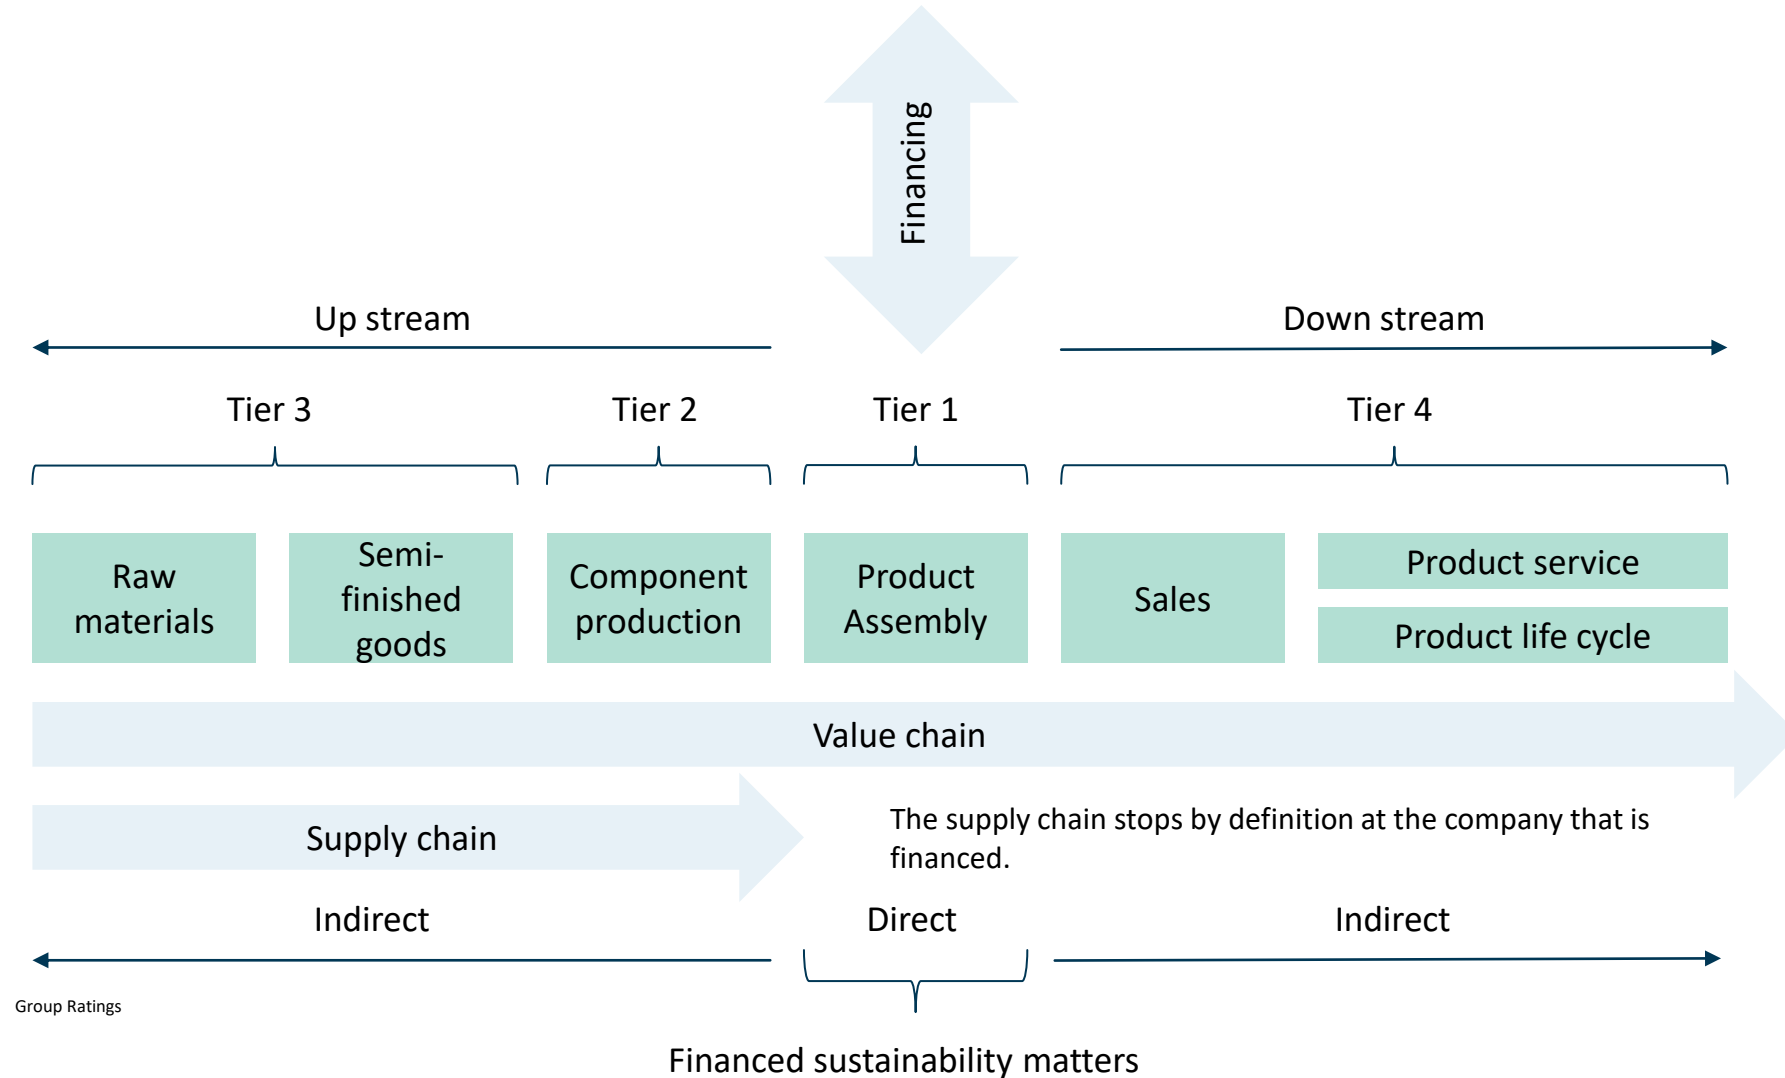 Financing
Up stream
Down stream
Tier 3
Tier 2
Tier 1
Tier 4
Raw
materials
Semi-
finished
goods
Component
production
Product
Assembly
Sales
Product service
Product life cycle
Value chain
Supply chain
The supply chain stops by definition at the company that is
financed.
Indirect
Direct
Indirect
Group Ratings
Financed sustainability matters